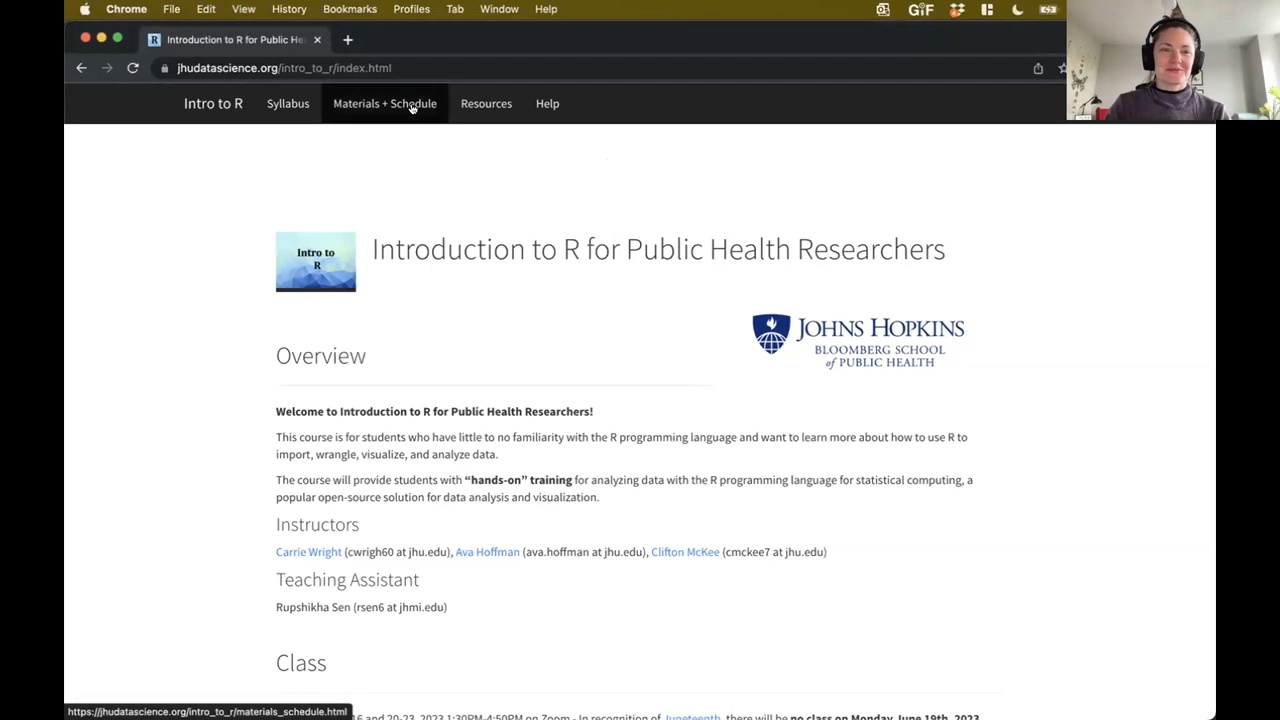 Chrome File Edit View History Bookmarks Profiles Tab Window Help GIF
R Introduction to R for Public He
jhudatascience.org/intro_to_r/index.html
Intro to R Syllabus Materials + Schedule Resources Help
Intro to
R
Introduction to R for Public Health Researchers
JOHNS HOPKINS
BLOOMBERG SCHOOL
of PUBLIC HEALTH
Overview
Welcome to Introduction to R for Public Health Researchers!
This course is for students who have little to no familiarity with the R programming language and want to learn more about how to use R to
import, wrangle, visualize, and analyze data.
The course will provide students with “hands-on” training for analyzing data with the R programming language for statistical computing, a
popular open-source solution for data analysis and visualization.
Instructors
Carrie Wright (cwrigh60 at jhu.edu), Ava Hoffman (ava.hoffman at jhu.edu), Clifton McKee (cmckee7 at jhu.edu)
Teaching Assistant
Rupshikha Sen (rsen6 at jhmi.edu)
Class
16 and 20-23, 2023 1:30PM-4:50PM on Zoom - In recognition of Juneteenth, there will be no class on Monday, June 19th, 2023
https://jhudatascience.org/intro_to_r/materials_schedule.html